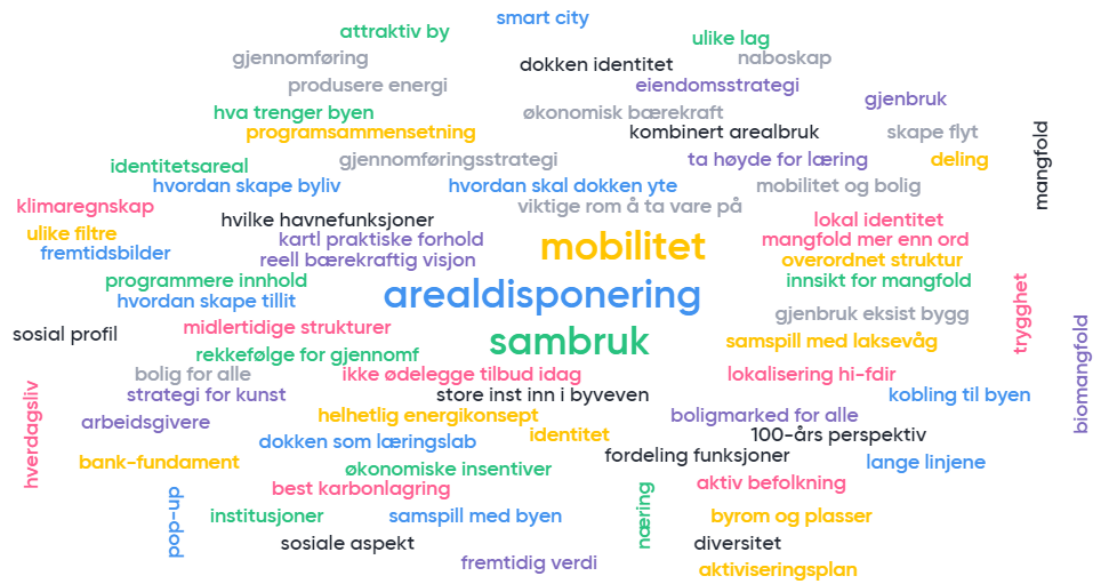 smart city
attraktiv by
ulike lag
gjennomføring
naboskap
dokken identitet
produsere energi
eiendomsstrategi
gjenbruk
hva trenger byen
økonomisk bærekraft
programsammensetning
kombinert arealbruk
skape flyt
mangfold
identitetsareal
gjennomføringsstrategi
ta høyde for læring
deling
hvordan skape byliv
hvordan skal dokken yte
mobilitet og bolig
klimaregnskap
viktige rom å ta vare på
hvilke havnefunksjoner
lokal identitet
ulike filtre
kartl praktiske forhold
mobilitet
mangfold mer enn ord
fremtidsbilder
reell bærekraftig visjon
overordnet struktur
programmere innhold
innsikt for mangfold
arealdisponering
hvordan skape tillit
gjenbruk eksist bygg
trygghet
sosial profil
midlertidige strukturer
sambruk
samspill med laksevåg
rekkefølge for gjennomf
biomangfold
bolig for alle
ikke ødelegge tilbud idag
lokalisering hi-fdir
strategi for kunst
store inst inn i byveven
kobling til byen
hverdagsliv
arbeidsgivere
helhetlig energikonsept
boligmarked for alle
dokken som læringslab
identitet
100-års perspektiv
bank-fundament
økonomiske insentiver
fordeling funksjoner
lange linjene
best karbonlagring
aktiv befolkning
pop-up
institusjoner
samspill med byen
næring
byrom og plasser
sosiale aspekt
diversitet
fremtidig verdi
aktiviseringsplan